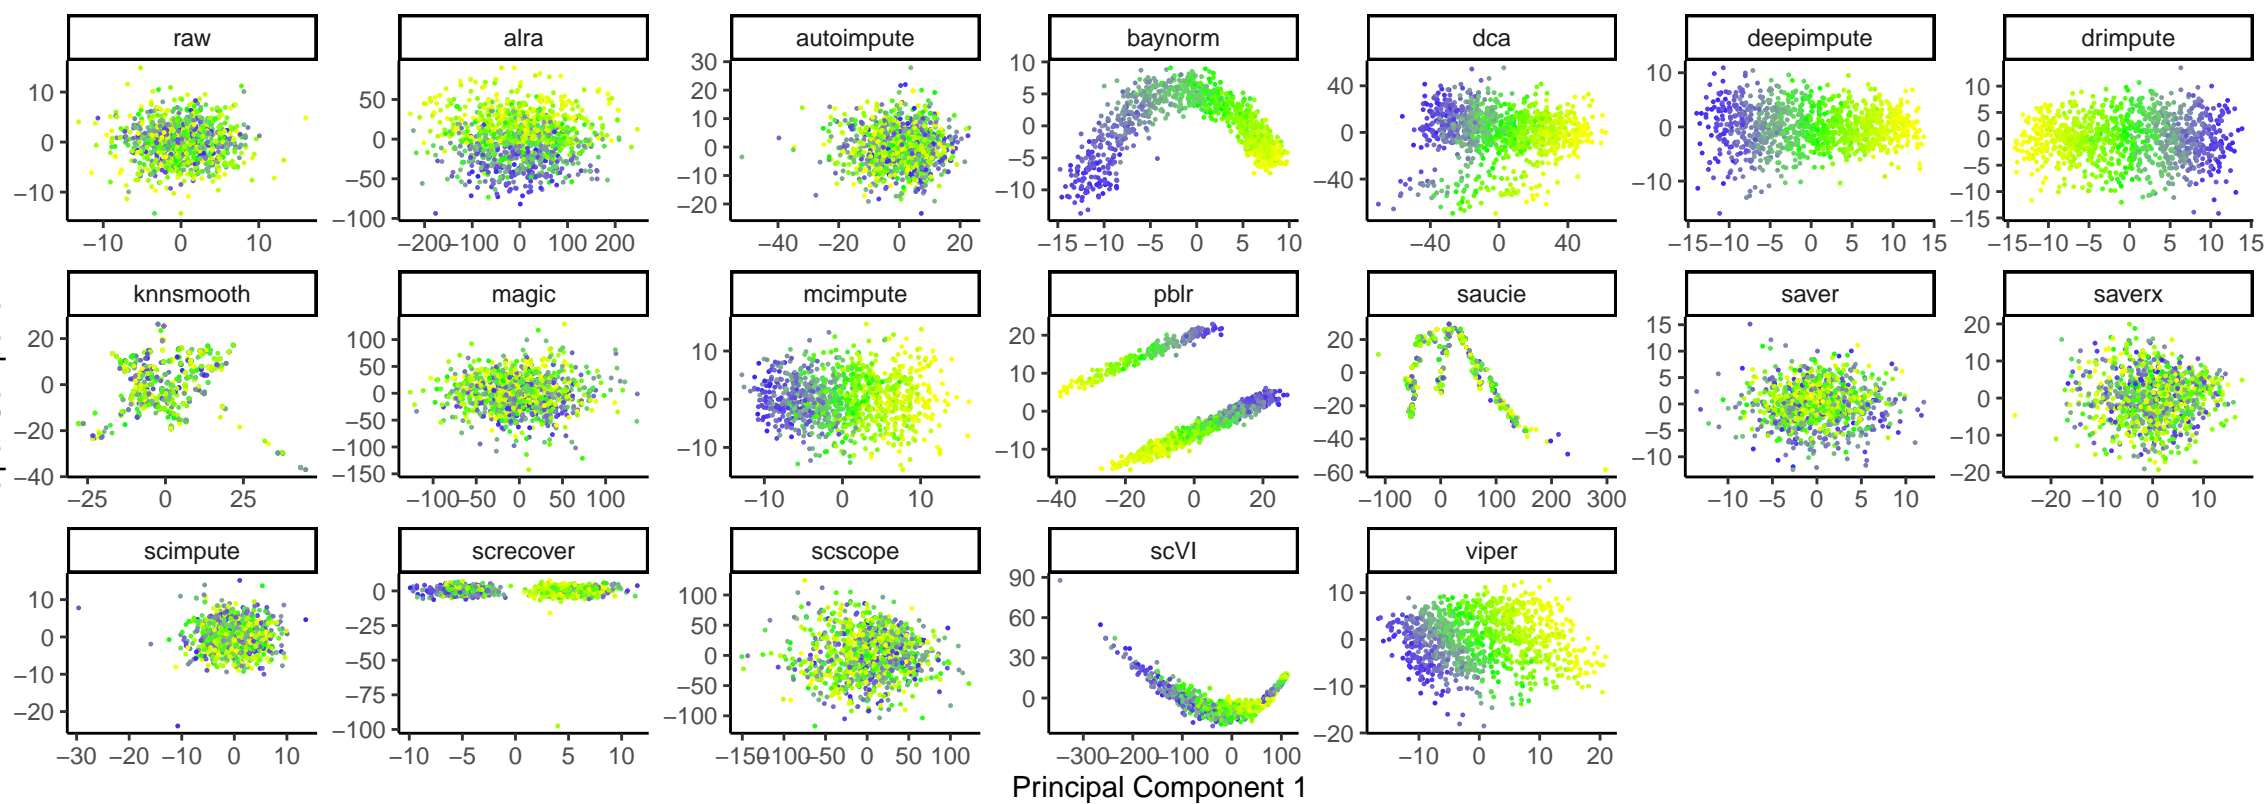 raw alra autoimpute baynorm dca deepimpute drimpute
10 0 −10
−10 0 10
50 0 −50 −100
−200 −100 0 100 200
30 20 10 0 −10 −20
−40 −20 0 20
10 5 0 −5 −10
−15 −10 −5 0 5 10
40 0 −40
−40 0 40
10 0 −10
−15 −10 −5 0 5 10 15
10 5 0 −5 −10 −15
−15 −10 −5 0 5 10 15
knnsmooth magic mcimpute pblr saucie saver saverx
20 0 −20 −40
−25 0 25
100 50 0 −50 −100 −150
−100 −50 0 50 100
10 0 −10
−10 0 10
20 10 0 −10
−40 −20 0 20
20 0 −20 −40 −60
−100 0 100 200 300
15 10 5 0 −5 −10
−10 −5 0 5 10
20 10 0 −10 −20
−20 −10 0 10
scimpute screcover scscope scVI viper
10 0 −10 −20
−30 −20 −10 0 10
0 −25 −50 −75 −100
−10 −5 0 5 10
100 50 0 −50 −100
−150 −100 −50 0 50 100
90 60 30 0
−300 −200 −100 0 100
10 0 −10 −20
−10 0 10 20
Principal Component 1